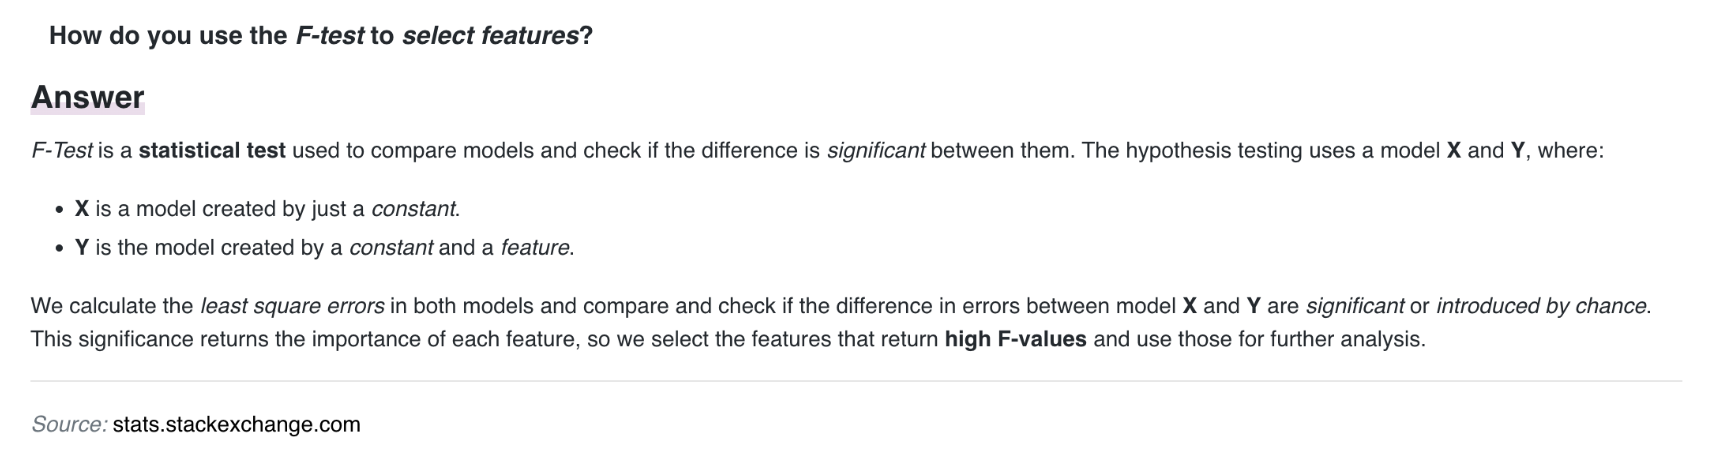 How do you use the F-test to select features?
Answer
F-Test is a statistical test used to compare models and check if the difference is significant between them. The hypothesis testing uses a model X and Y, where:
• X is a model created by just a constant.
• Y is the model created by a constant and a feature.
We calculate the least square errors in both models and compare and check if the difference in errors between model X and Y are significant or introduced by chance.
This significance returns the importance of each feature, so we select the features that return high F-values and use those for further analysis.
Source: stats.stackexchange.com